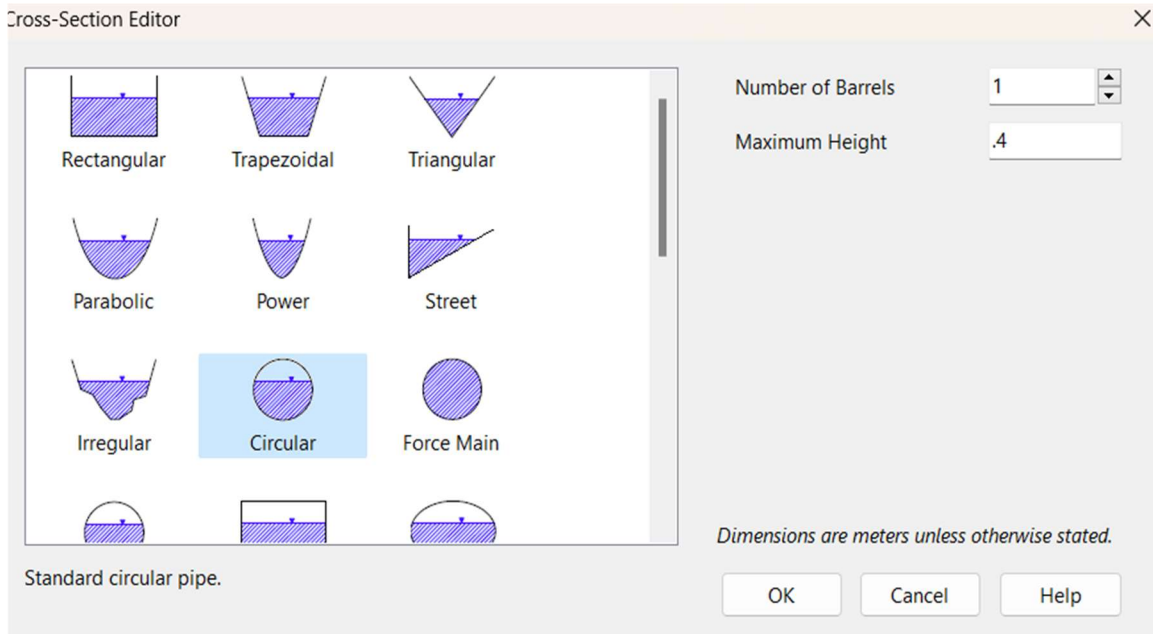 Cross-Section Editor
Number of Barrels 1
Maximum Height .4
Rectangular Trapezoidal Triangular
Parabolic Power Street
Irregular Circular Force Main
Dimensions are meters unless otherwise stated.
Standard circular pipe.
OK Cancel Help